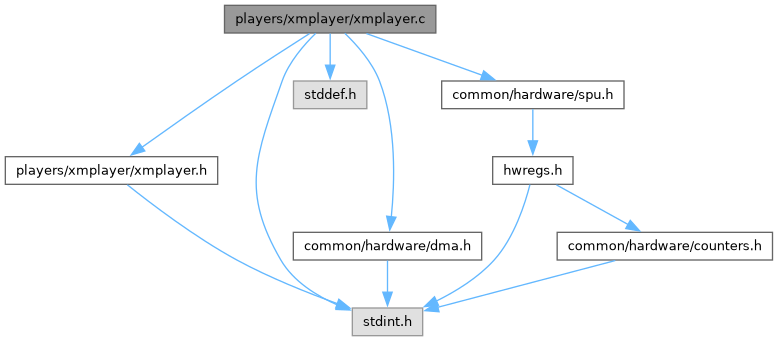 players/xmplayer/xmplayer.c
stddef.h
common/hardware/spu.h
players/xmplayer/xmplayer.h
hwregs.h
common/hardware/dma.h
common/hardware/counters.h
stdint.h